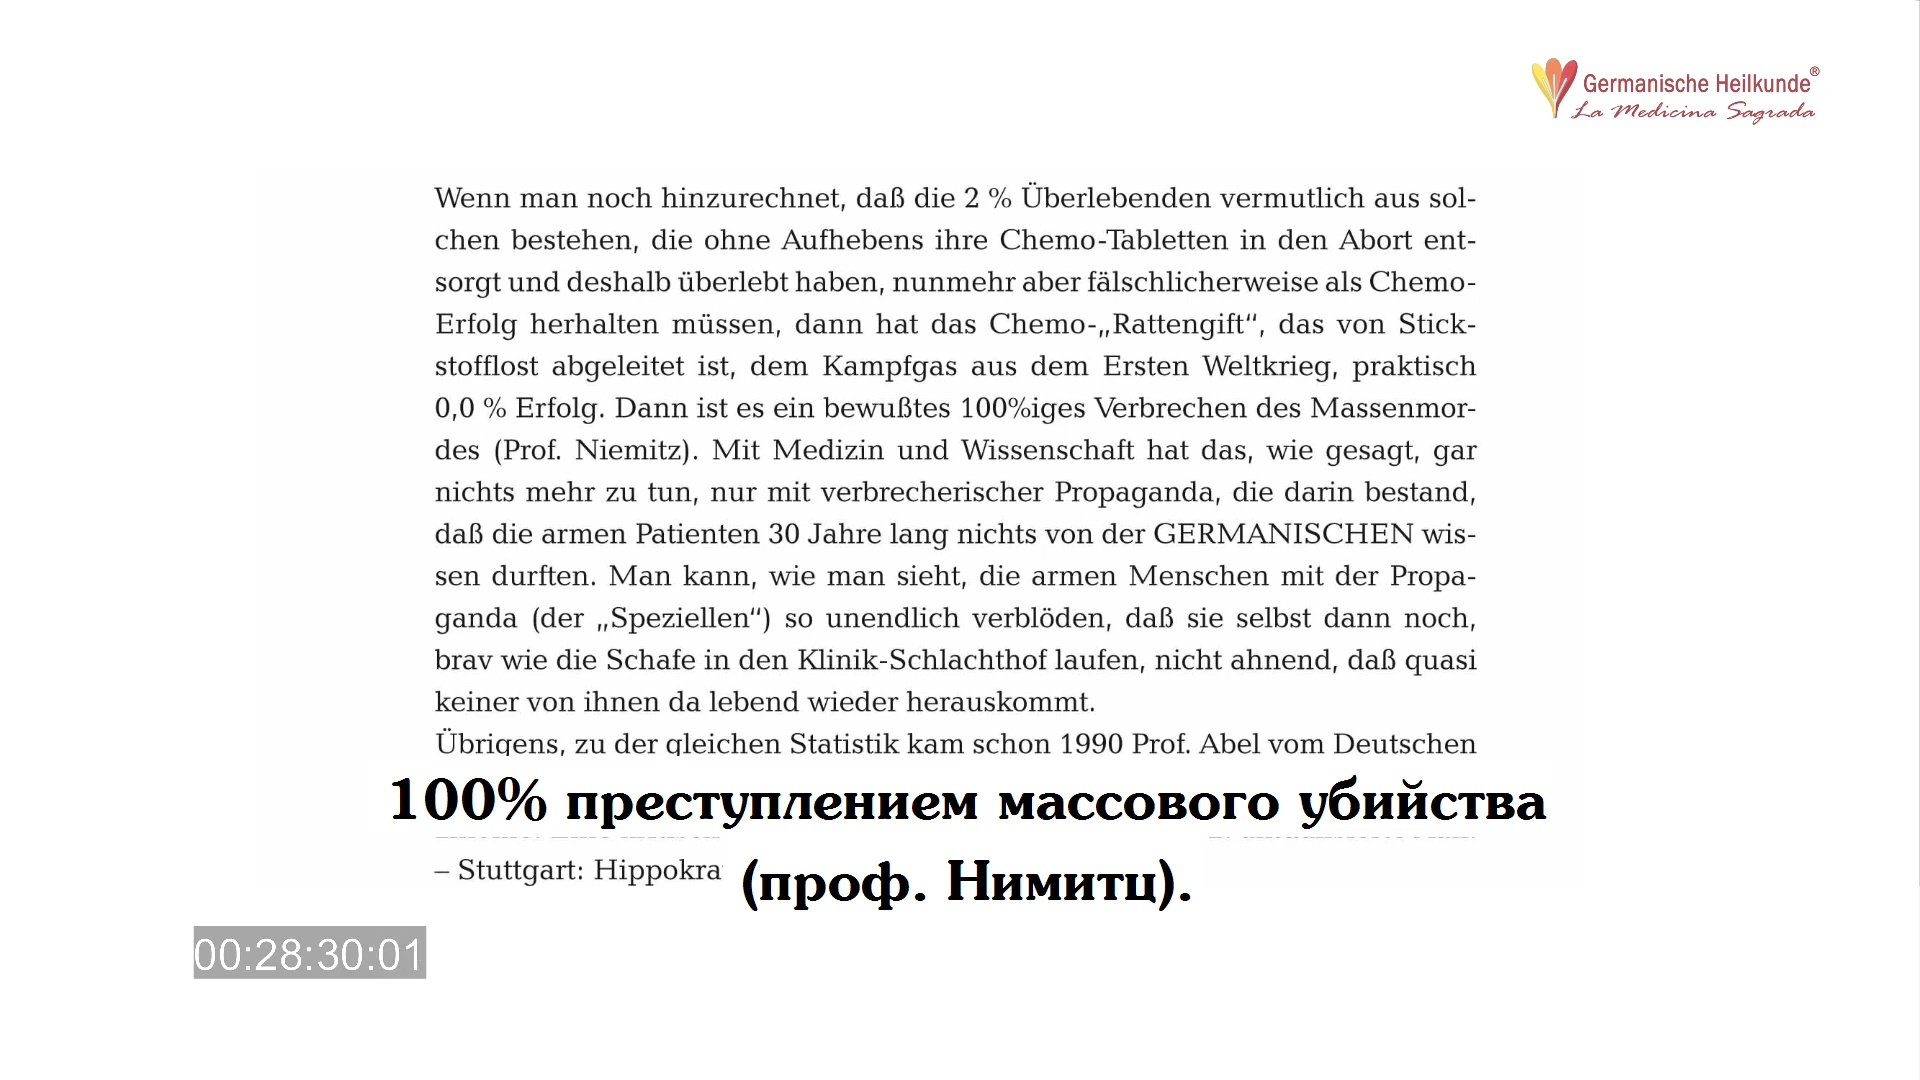 Germanische Heilkunde®
La Medicina Sagrada
Wenn man noch hinzurechnet, daß die 2 % Überlebenden vermutlich aus sol-
chen bestehen, die ohne Aufhebens ihre Chemo-Tabletten in den Abort ent-
sorgt und deshalb überlebt haben, nunmehr aber fälschlicherweise als Chemo-
Erfolg herhalten müssen, dann hat das Chemo-„Rattengift“, das von Stick-
stofflost abgeleitet ist, dem Kampfgas aus dem Ersten Weltkrieg, praktisch
0,0 % Erfolg. Dann ist es ein bewußtes 100%iges Verbrechen des Massenmor-
des (Prof. Niemitz). Mit Medizin und Wissenschaft hat das, wie gesagt, gar
nichts mehr zu tun, nur mit verbrecherischer Propaganda, die darin bestand,
daß die armen Patienten 30 Jahre lang nichts von der GERMANISCHEN wis-
sen durften. Man kann, wie man sieht, die armen Menschen mit der Propa-
ganda (der „Speziellen“) so unendlich verblöden, daß sie selbst dann noch,
brav wie die Schafe in den Klinik-Schlachthof laufen, nicht ahnend, daß quasi
keiner von ihnen da lebend wieder herauskommt.
Übrigens, zu der gleichen Statistik kam schon 1990 Prof. Abel vom Deutschen
100% преступлением массового убийства
– Stuttgart: Hippokra
(проф. Нимитц).
00:28:30:01